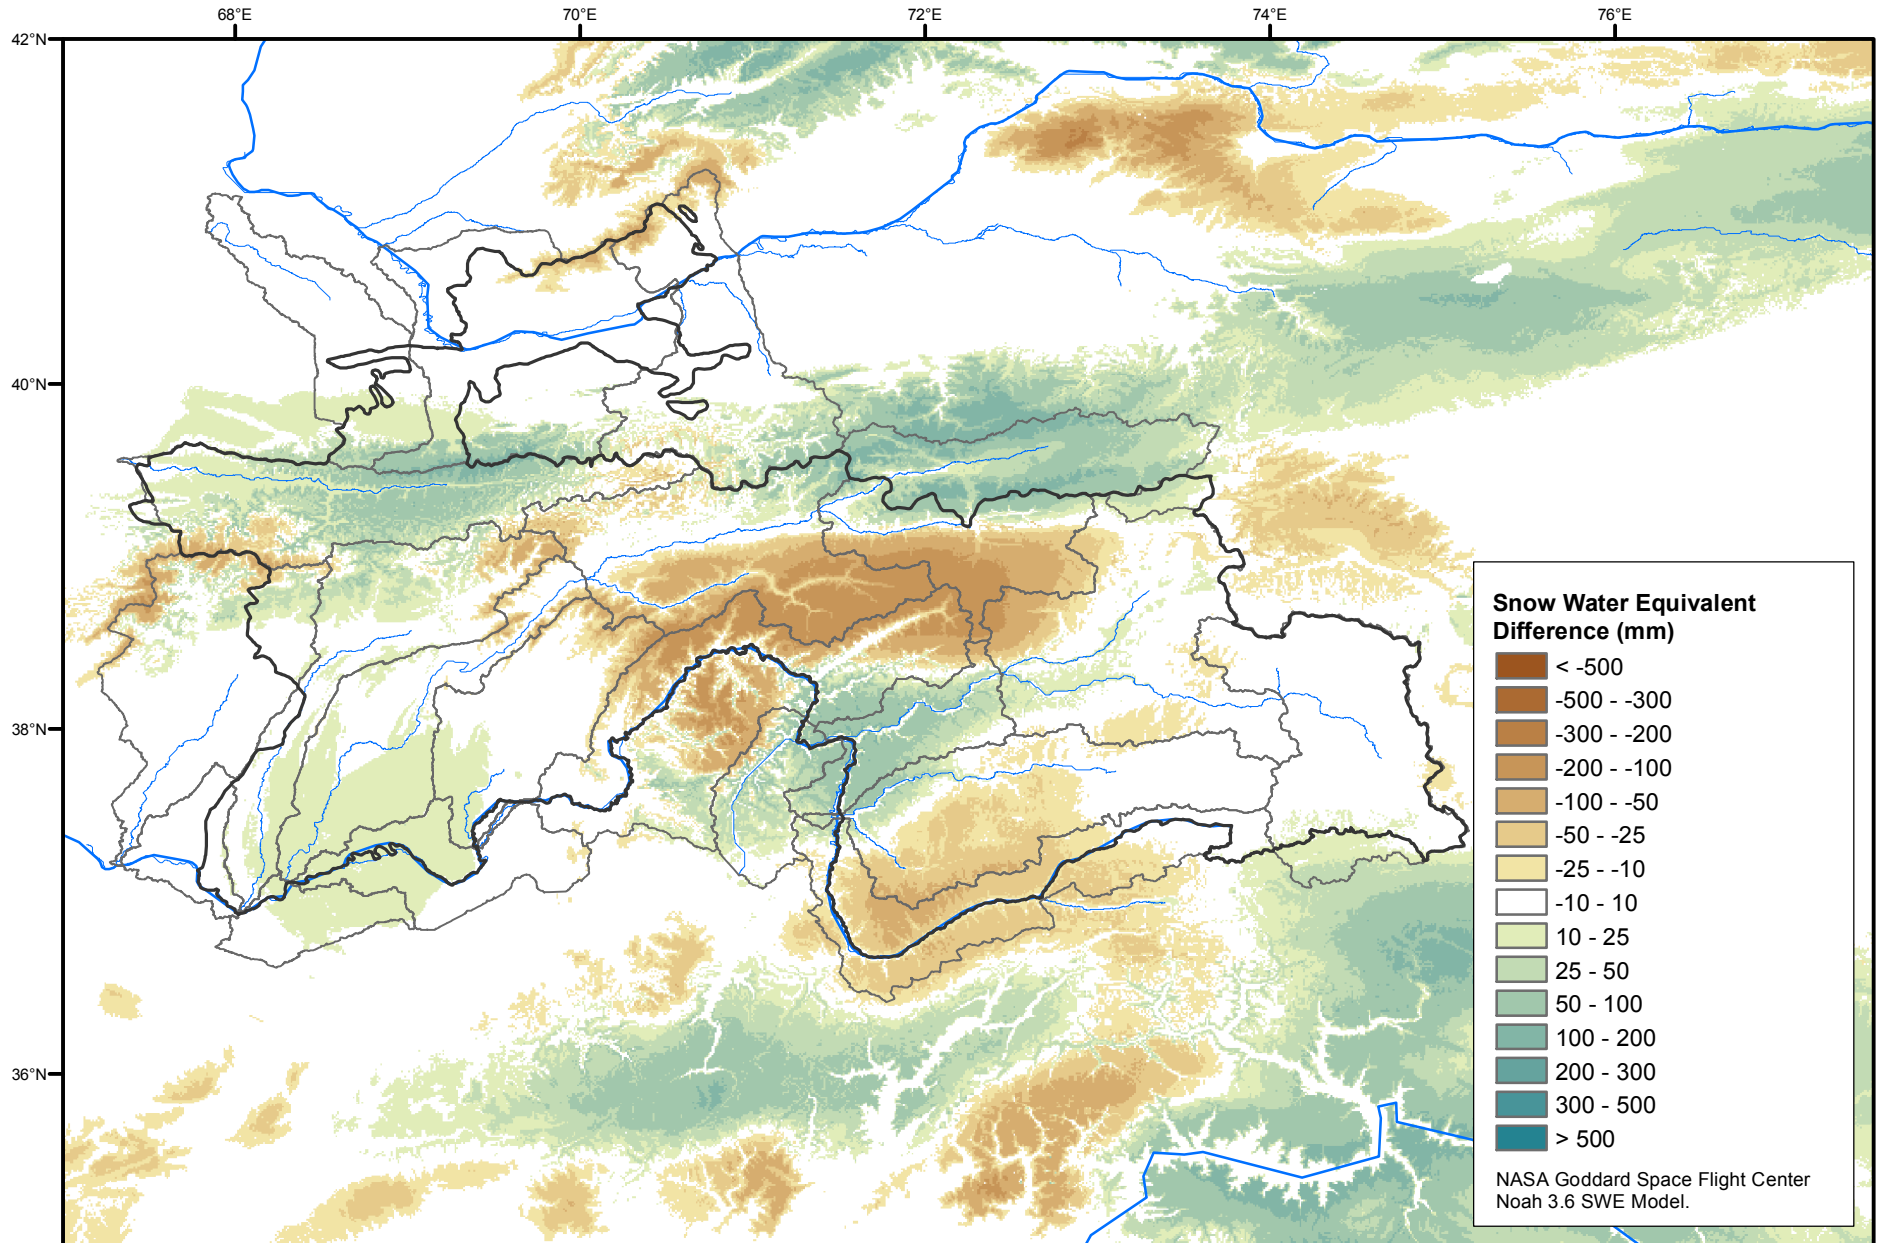 68°E 70°E 72°E 74°E 76°E
42°N
40°N
38°N
36°N
Snow Water Equivalent
Difference (mm)
< -500
-500 - -300
-300 - -200
-200 - -100
-100 - -50
-50 - -25
-25 - -10
-10 - 10
10 - 25
25 - 50
50 - 100
100 - 200
200 - 300
300 - 500
> 500
NASA Goddard Space Flight Center
Noah 3.6 SWE Model.